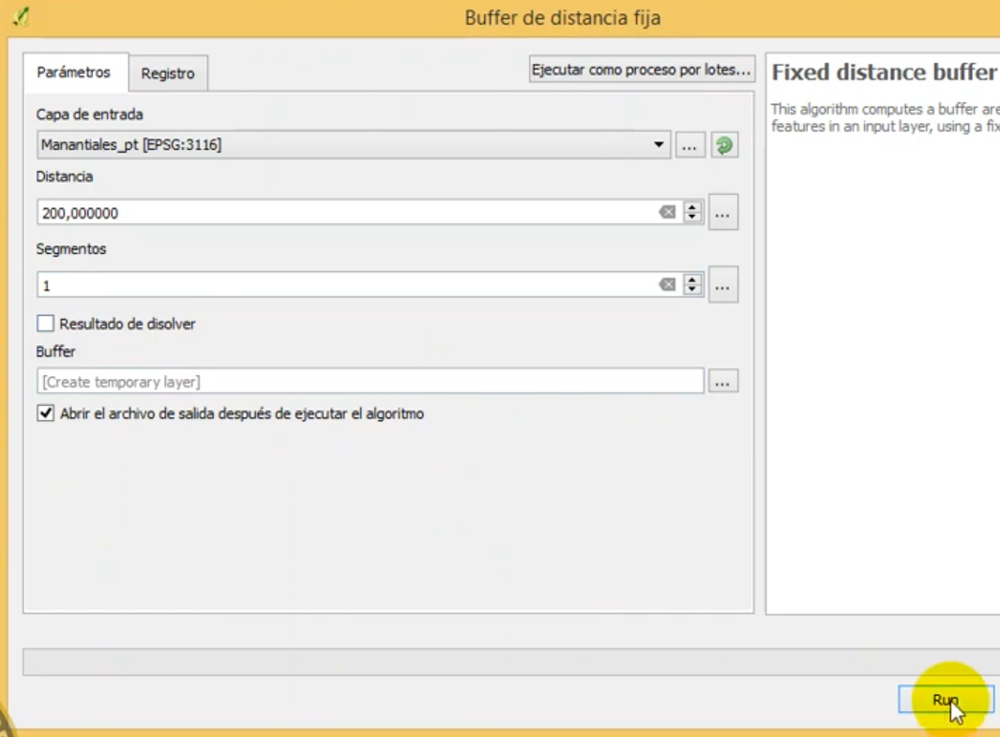 Buffer de distancia fija
Parámetros
Registro
Ejecutar como proceso por lotes...
Capa de entrada
Manantiales_pt [EPSG:3116]
...
Distancia
200,000000
...
Segmentos
1
...
Resultado de disolver
Buffer
[Create temporary layer]
...
Abrir el archivo de salida después de ejecutar el algoritmo
Fixed distance buffer
This algorithm computes a buffer
features in an input layer, using a
Run